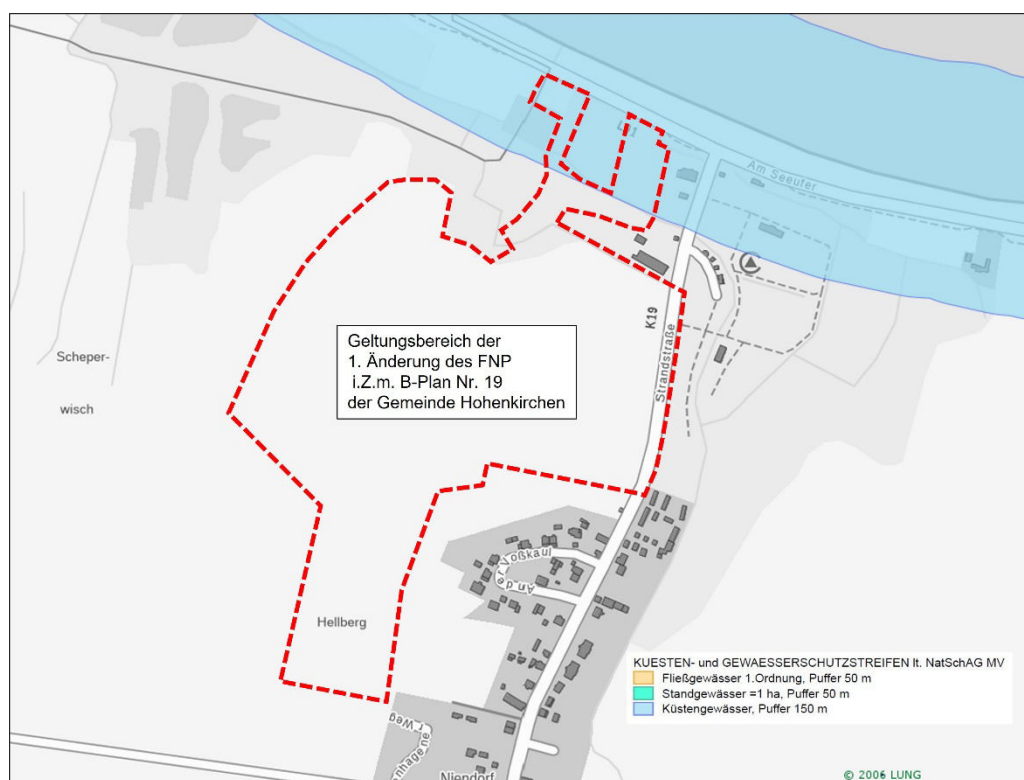 Am Seeufer
K19
Strandstraße
Geltungsbereich der
1. Änderung des FNP
i.Z.m. B-Plan Nr. 19
der Gemeinde Hohenkirchen
Scheper-
wisch
An der Voßkaul
Hellberg
r Weg
Niendorf
KUESTEN- und GEWAESSERSCHUTZSTREIFEN lt. NatSchAG MV
Fließgewässer 1.Ordnung, Puffer 50 m
Standgewässer =1 ha, Puffer 50 m
Küstengewässer, Puffer 150 m
© 2006 LUNG